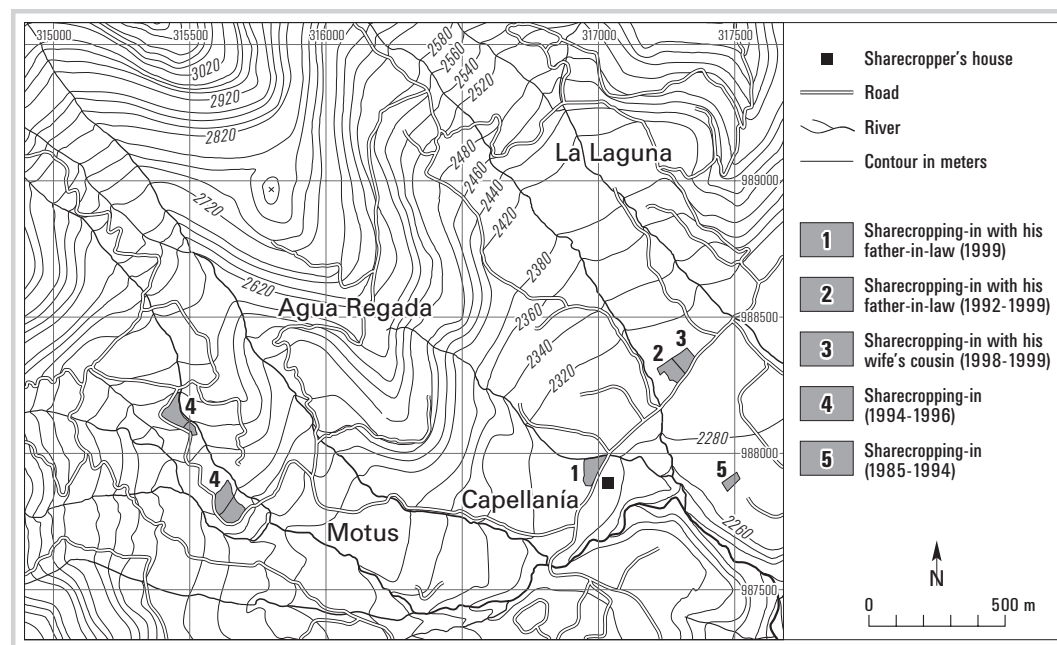 315000 315500 316000 317000 317500
2580
2560
2540
2520
3020
2920
2820
2480
2460
2440
2420
La Laguna
989000
2720
2380
2620
Agua Regada
2360
988500
2340
2320
3
2
4
2280
988000
4
1
5
Capellanía
Motus
2260
987500
Sharecropper's house
Road
River
Contour in meters
1 Sharecropping-in with his
father-in-law (1999)
2 Sharecropping-in with his
father-in-law (1992-1999)
3 Sharecropping-in with his
wife's cousin (1998-1999)
4 Sharecropping-in
(1994-1996)
5 Sharecropping-in
(1985-1994)
N
0 500 m